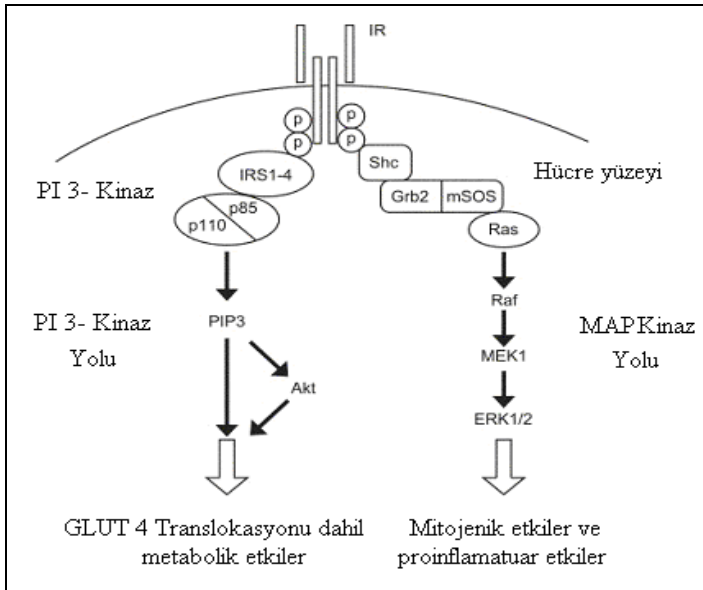 IR
p
p
p
p
IRS1-4
Shc
Hücre yüzeyi
PI 3- Kinaz
p85
p110
Grb2
mSOS
Ras
PI 3- Kinaz
Yolu
PIP3
Akt
Raf
MEK1
ERK1/2
MAPKinaz
Yolu
GLUT 4 Translokasyonu dahil
metabolik etkiler
Mitojenik etkiler ve
proinflamatuar etkiler